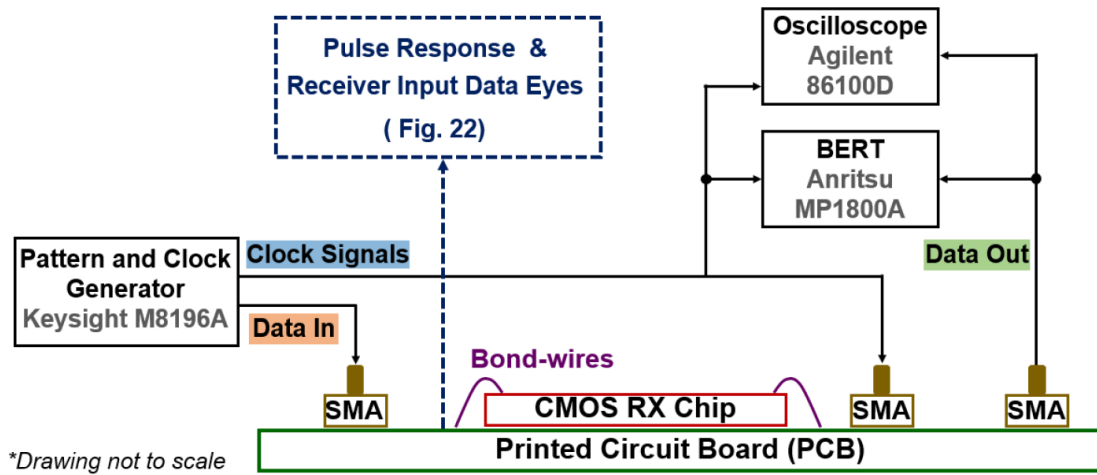 Pulse Response &
Receiver Input Data Eyes
( Fig. 22)
Oscilloscope
Agilent
86100D
BERT
Anritsu
MP1800A
Pattern and Clock
Generator
Keysight M8196A
Clock Signals
Data In
Data Out
Bond-wires
SMA
CMOS RX Chip
SMA
SMA
Printed Circuit Board (PCB)
*Drawing not to scale